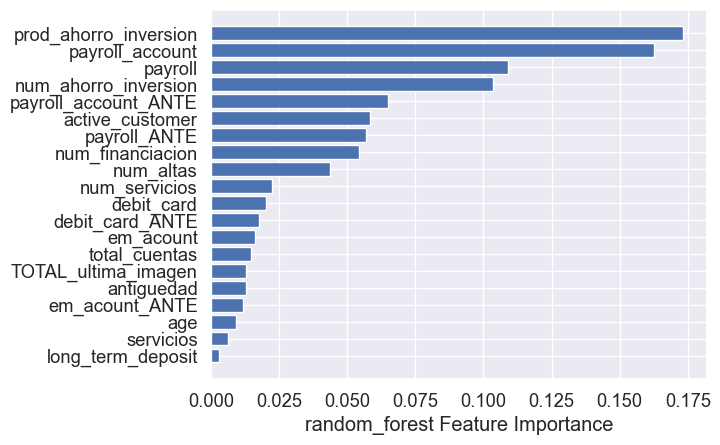 prod_ahorro_inversion
payroll_account
payroll
num_ahorro_inversion
payroll_account_ANTE
active_customer
payroll_ANTE
num_financiacion
num_altas
num_servicios
debit_card
debit_card_ANTE
em_acount
total_cuentas
TOTAL_ultima_imagen
antiguedad
em_acount_ANTE
age
servicios
long_term_deposit
0.000 0.025 0.050 0.075 0.100 0.125 0.150 0.175
random_forest Feature Importance